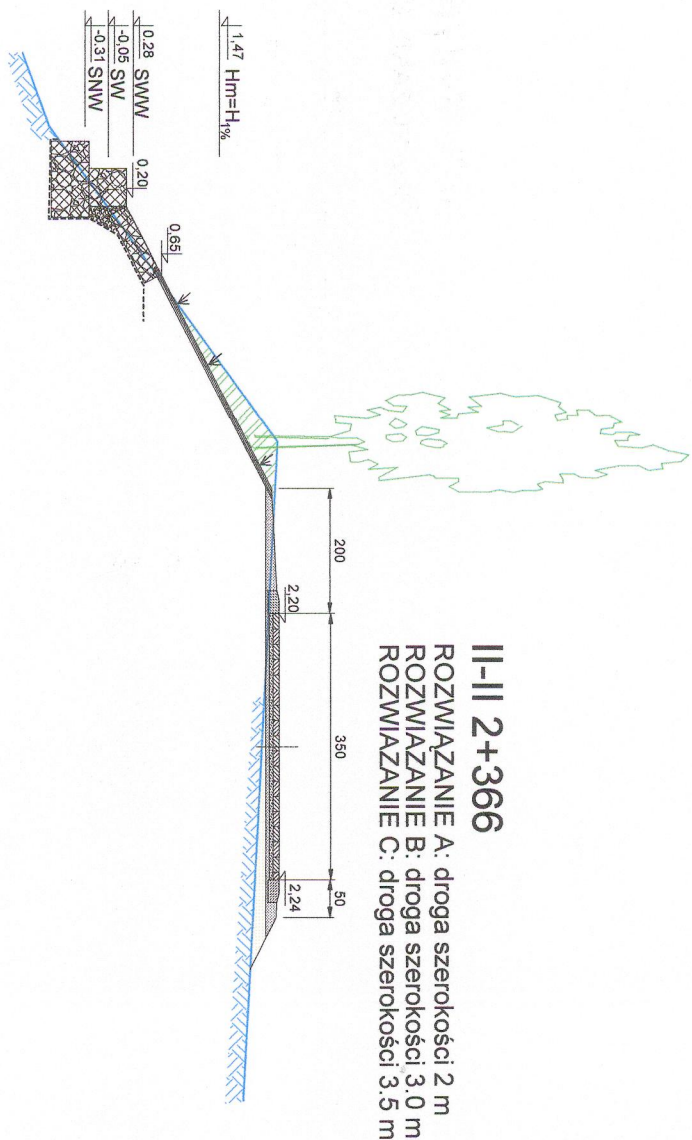 II-II 2+366
ROZWIĄZANIE A: droga szerokości 2 m
ROZWIAZANIE B: droga szerokości 3.0 m
ROZWIAZANIE C: droga szerokości 3.5 m
1,47 Hm=H1%
0.28 SWW
-0,05 SW
-0.31 SNW
0,20
0,65
200
350
50
2,20
2,24